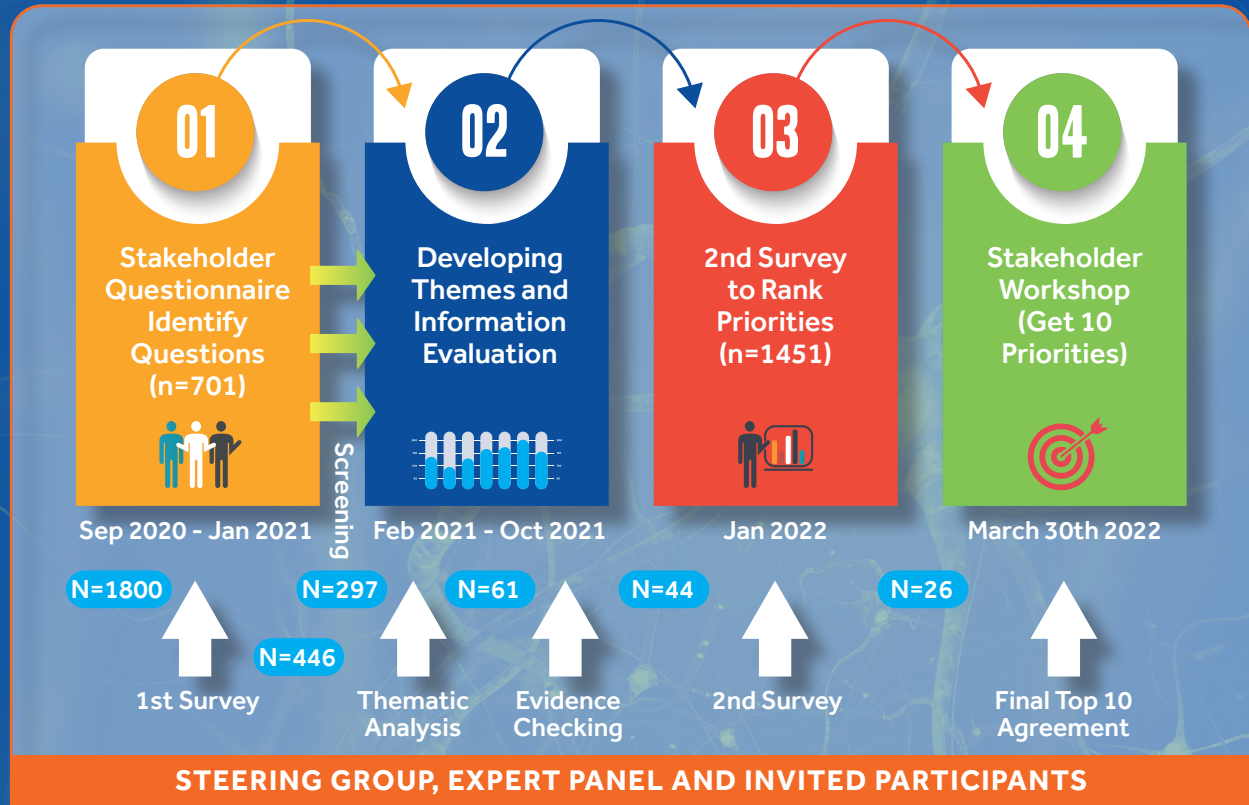 01
02
03
04
Stakeholder
Questionnaire
Identify
Questions
(n=701)
Developing
Themes and
Information
Evaluation
2nd Survey
to Rank
Priorities
(n=1451)
Stakeholder
Workshop
(Get 10
Priorities)
Screening
Sep 2020 - Jan 2021
Feb 2021 - Oct 2021
Jan 2022
March 30th 2022
N=1800
N=297
N=61
N=44
N=26
N=446
1st Survey
Thematic
Analysis
Evidence
Checking
2nd Survey
Final Top 10
Agreement
STEERING GROUP, EXPERT PANEL AND INVITED PARTICIPANTS